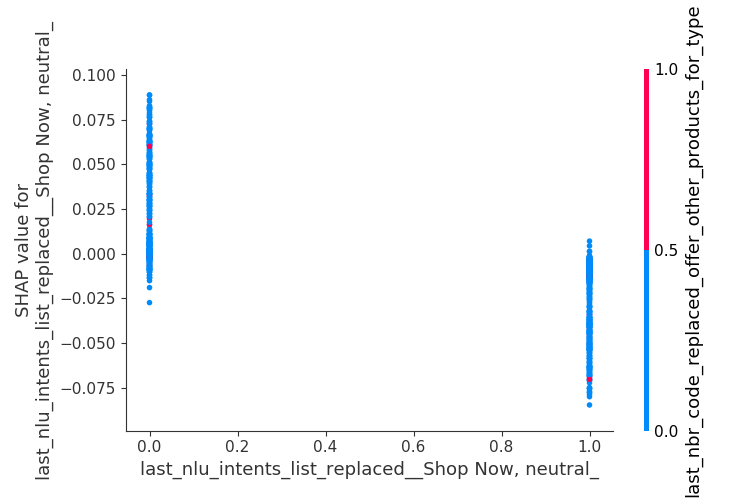 SHAP value for
last_nlu_intents_list_replaced__Shop Now, neutral_
0.100
0.075
0.050
0.025
0.000
−0.025
−0.050
−0.075
0.0 0.2 0.4 0.6 0.8 1.0
last_nlu_intents_list_replaced__Shop Now, neutral_
1.0
0.5
0.0
last_nbr_code_replaced_offer_other_products_for_type